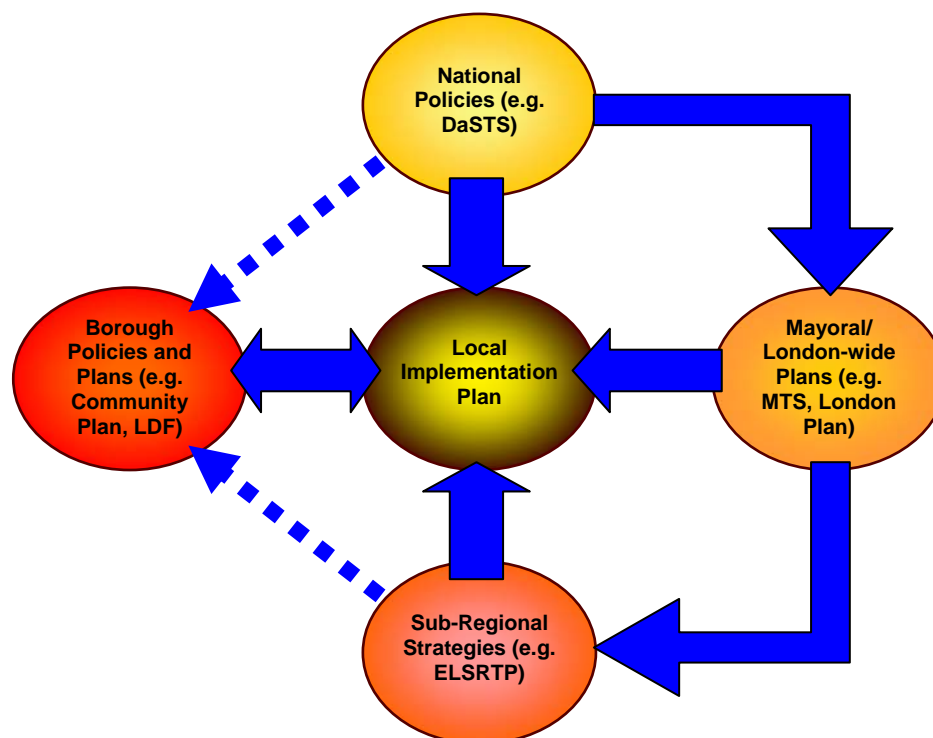 National
Policies (e.g.
DaSTS)
Borough
Policies and
Plans (e.g.
Community
Plan, LDF)
Local
Implementation
Plan
Mayoral/
London-wide
Plans (e.g.
MTS, London
Plan)
Sub-Regional
Strategies (e.g.
ELSRTP)